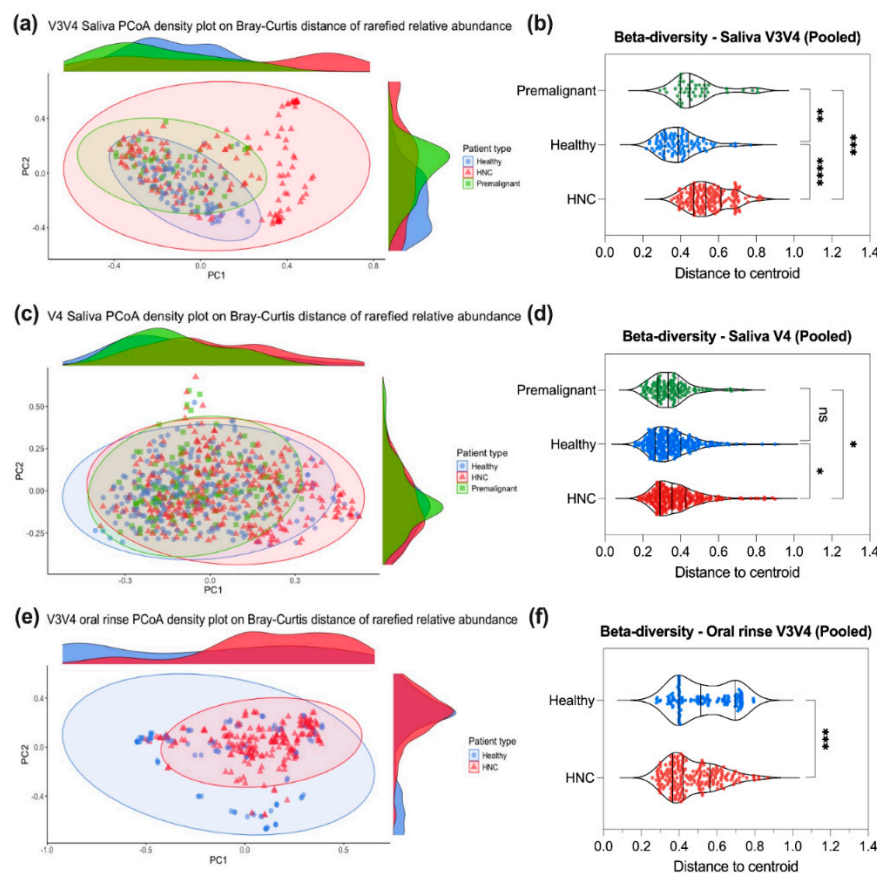 (a) V3V4 Saliva PCoA density plot on Bray-Curtis distance of rarefied relative abundance
0.4
0.0
-0.4
PC2
-0.4 0.0 0.4 0.8
PC1
Patient type
Healthy
HNC
Premalignant
(b) Beta-diversity - Saliva V3V4 (Pooled)
Premalignant
Healthy
HNC
**
****
***
0.0 0.2 0.4 0.6 0.8 1.0 1.2 1.4
Distance to centroid
(c) V4 Saliva PCoA density plot on Bray-Curtis distance of rarefied relative abundance
0.50
0.25
0.00
-0.25
PC2
-0.3 0.0 0.3
PC1
Patient type
Healthy
HNC
Premalignant
(d) Beta-diversity - Saliva V4 (Pooled)
Premalignant
Healthy
HNC
ns
*
*
0.0 0.2 0.4 0.6 0.8 1.0 1.2 1.4
Distance to centroid
(e) V3V4 oral rinse PCoA density plot on Bray-Curtis distance of rarefied relative abundance
0.4
0.0
-0.4
PC2
-1.0 -0.5 0.0 0.5
PC1
Patient type
Healthy
HNC
(f) Beta-diversity - Oral rinse V3V4 (Pooled)
Healthy
HNC
***
0.0 0.2 0.4 0.6 0.8 1.0 1.2 1.4
Distance to centroid